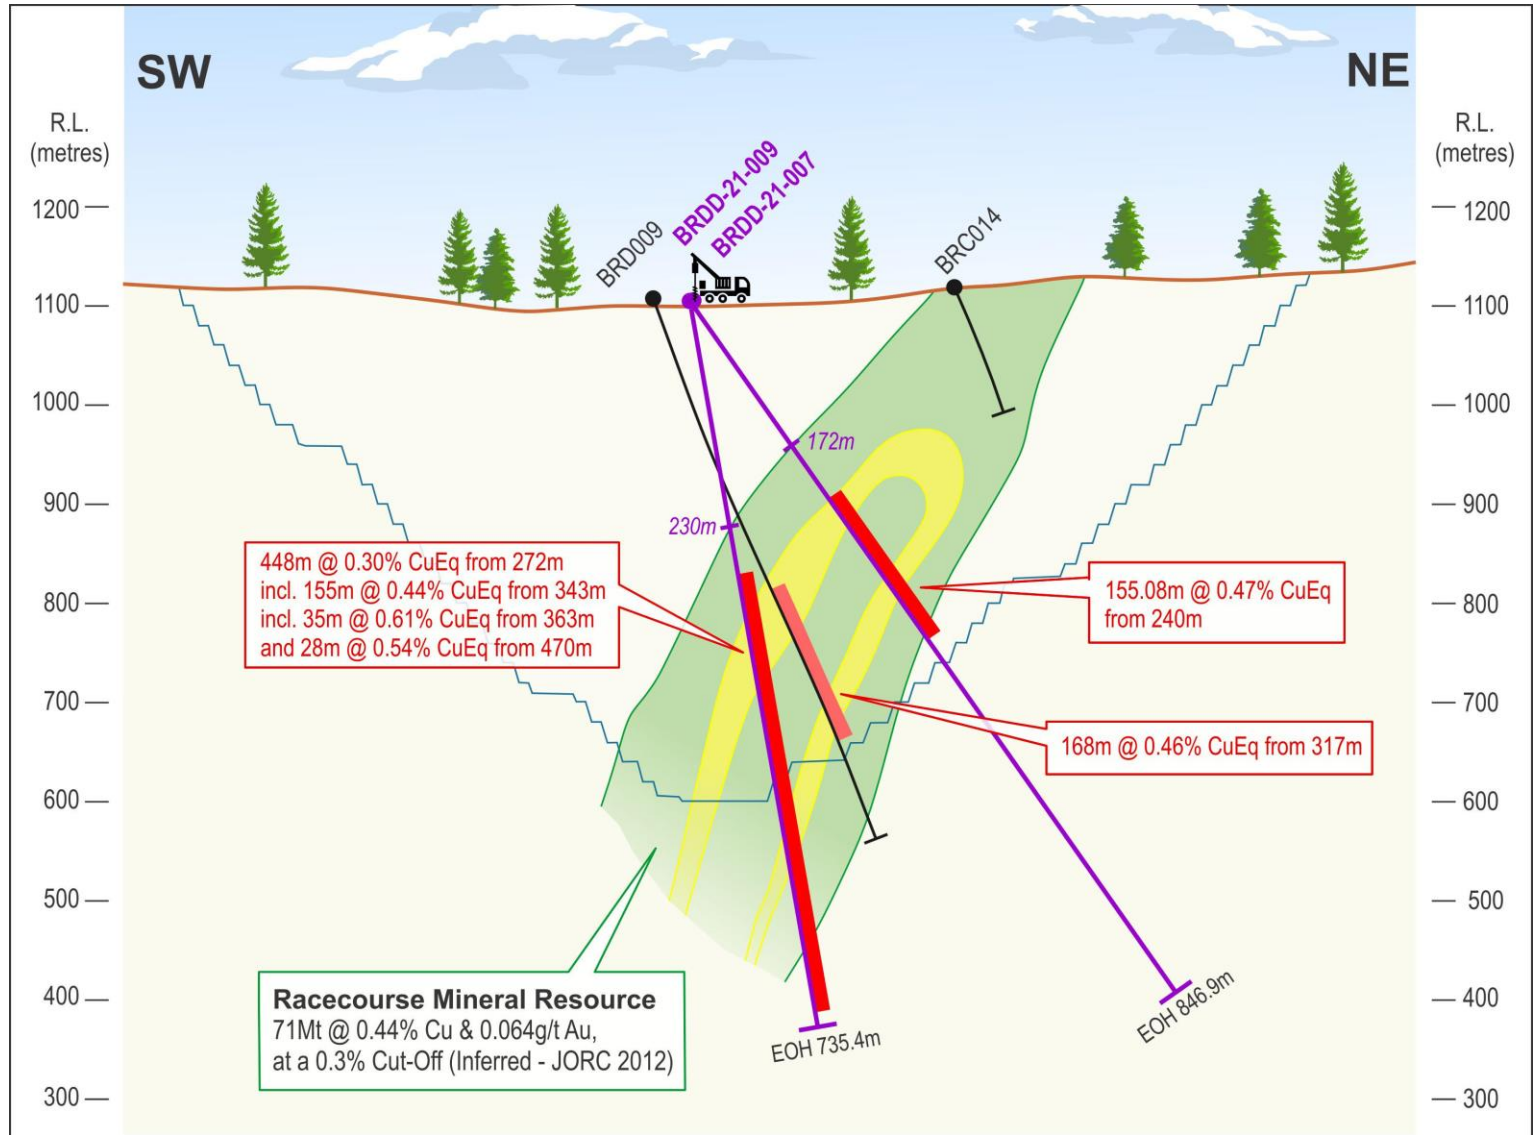 SW
NE
R.L.
(metres)
R.L.
(metres)
BRD009
BRDD-21-009
BRDD-21-007
BRC014
1200
1200
1100
1100
1000
1000
900
900
800
800
700
700
600
600
500
500
400
400
300
300
172m
230m
448m @ 0.30% CuEq from 272m
incl. 155m @ 0.44% CuEq from 343m
incl. 35m @ 0.61% CuEq from 363m
and 28m @ 0.54% CuEq from 470m
155.08m @ 0.47% CuEq
from 240m
168m @ 0.46% CuEq from 317m
Racecourse Mineral Resource
71Mt @ 0.44% Cu & 0.064g/t Au,
at a 0.3% Cut-Off (Inferred - JORC 2012)
EOH 735.4m
EOH 846.9m